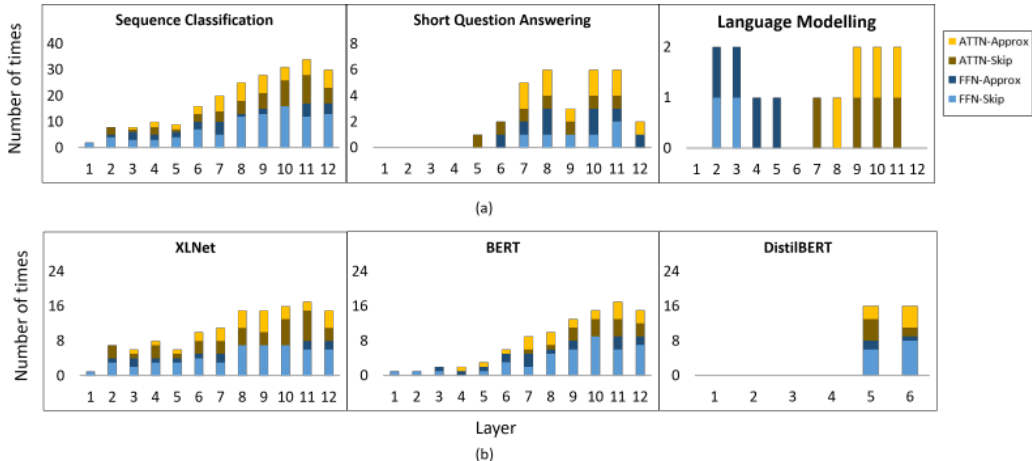 Sequence Classification
Short Question Answering
Language Modelling
Number of times
40
30
20
10
0
1 2 3 4 5 6 7 8 9 10 11 12
8
6
4
2
0
1 2 3 4 5 6 7 8 9 10 11 12
2
1
0
1 2 3 4 5 6 7 8 9 10 11 12
ATTN-Approx
ATTN-Skip
FFN-Approx
FFN-Skip
(a)
XLNet
BERT
DistilBERT
Number of times
24
16
8
0
1 2 3 4 5 6 7 8 9 10 11 12
24
16
8
0
1 2 3 4 5 6 7 8 9 10 11 12
24
16
8
0
1 2 3 4 5 6
Layer
(b)